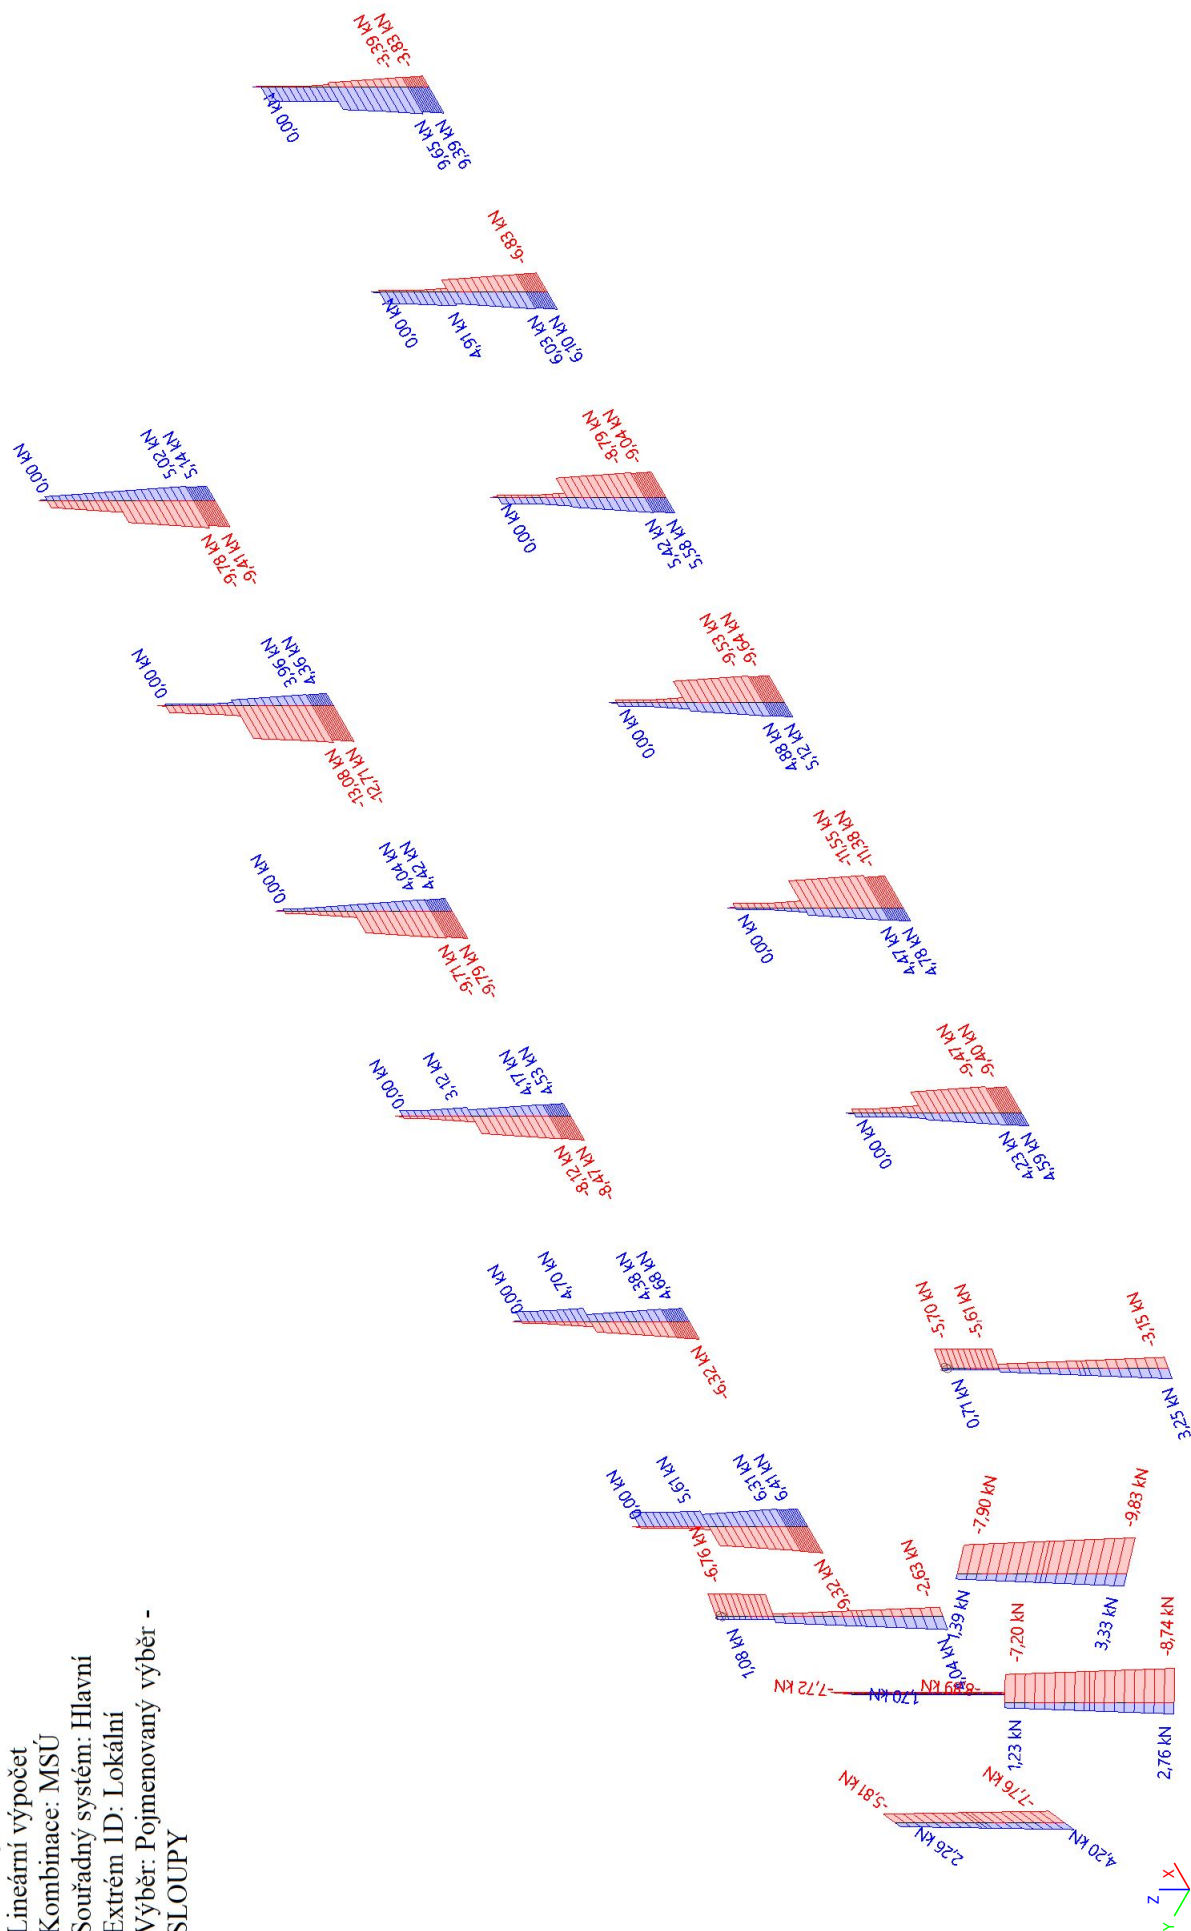 Lineární výpočet
Kombinace: MSÚ
Souřadný systém: Hlavní
Extrém 1D: Lokální
Výběr: Pojmenovaný výběr -
SLOUPY
-3,39 kN
-3,83 kN
0,00 kN
9,65 kN
9,39 kN
-6,83 kN
0,00 kN
4,91 kN
6,03 kN
6,10 kN
0,00 kN
5,02 kN
5,14 kN
-9,78 kN
-9,41 kN
-8,79 kN
-9,04 kN
0,00 kN
5,42 kN
5,58 kN
0,00 kN
3,96 kN
4,36 kN
-13,08 kN
-12,71 kN
-9,53 kN
-9,64 kN
0,00 kN
4,88 kN
5,12 kN
0,00 kN
4,04 kN
4,42 kN
-9,71 kN
-9,79 kN
-11,55 kN
-11,38 kN
0,00 kN
4,47 kN
4,78 kN
0,00 kN
3,12 kN
4,17 kN
4,53 kN
-8,12 kN
-8,47 kN
-9,47 kN
-9,40 kN
0,00 kN
4,23 kN
4,59 kN
0,00 kN
4,70 kN
4,38 kN
4,68 kN
-6,32 kN
-5,70 kN
-5,61 kN
-3,15 kN
0,71 kN
3,25 kN
0,00 kN
5,61 kN
6,31 kN
6,41 kN
-9,32 kN
-6,76 kN
-2,63 kN
1,08 kN
4,04 kN
-7,90 kN
-9,83 kN
1,39 kN
3,33 kN
-7,72 kN
-8,89 kN
1,70 kN
-7,20 kN
-8,74 kN
1,23 kN
2,76 kN
-5,81 kN
-7,76 kN
2,26 kN
4,20 kN
Z
X
Y